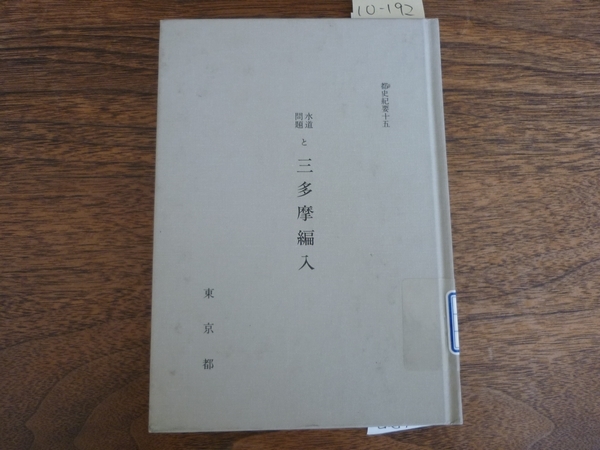 10-192
都史紀要十五
水道問題と三多摩編入
東京都